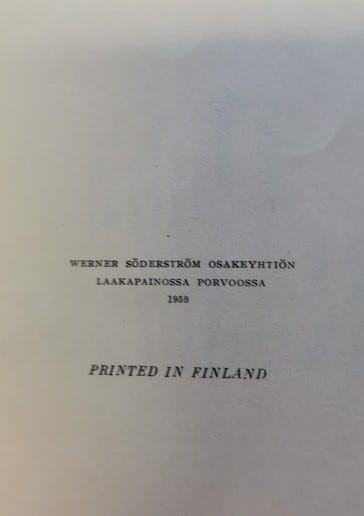 WERNER SÖDERSTRÖM OSAKEYHTIÖN
LAAKAPAINOSSA PORVOOSSA
1959
PRINTED IN FINLAND